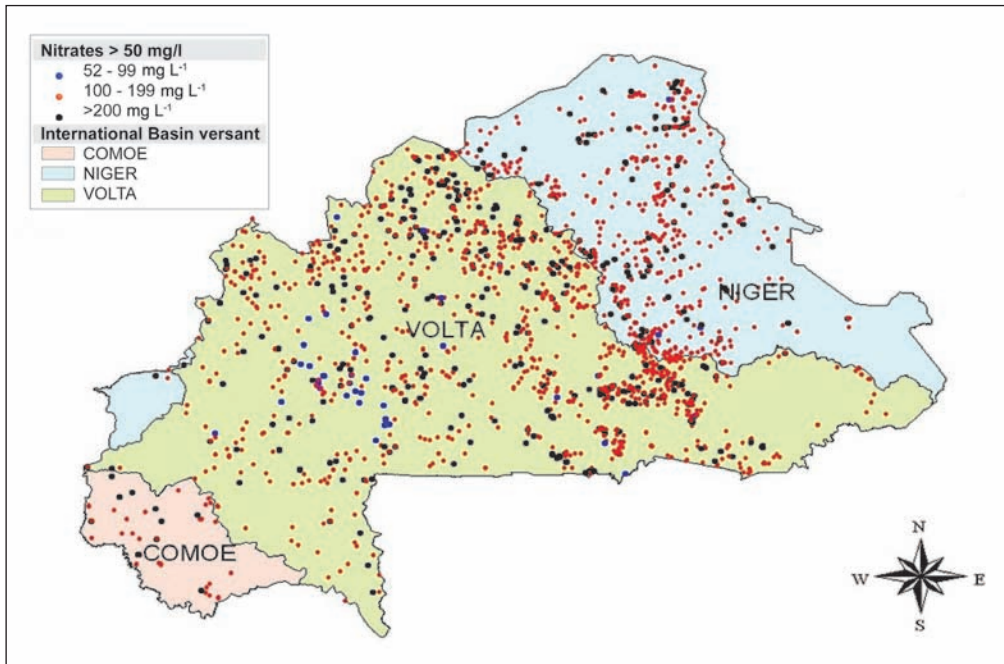 Nitrates > 50 mg/l
52 - 99 mg L⁻¹
100 - 199 mg L⁻¹
>200 mg L⁻¹
International Basin versant
COMOE
NIGER
VOLTA
NIGER
VOLTA
COMOE
N
W E
S